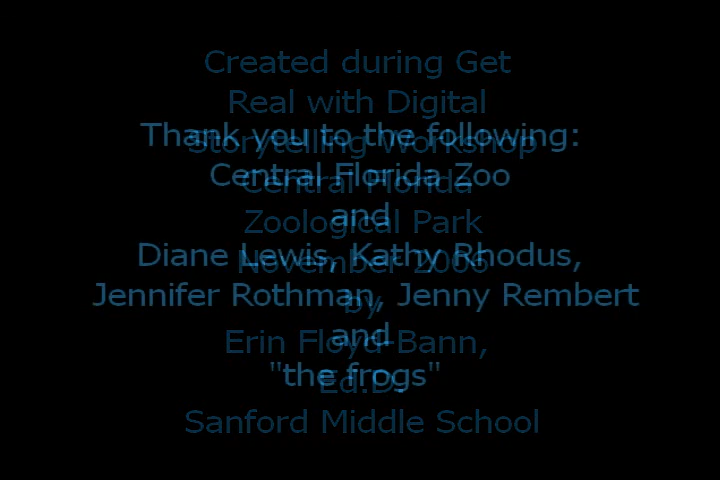 Created during Get
Real with Digital
Storytelling Workshop
Central Florida
Zoological Park
November 2006
by
Erin Floyd-Bann,
Ed.D.
Sanford Middle School
Thank you to the following:
Central Florida Zoo
and
Diane Lewis, Kathy Rhodus,
Jennifer Rothman, Jenny Rembert
and
"the frogs"